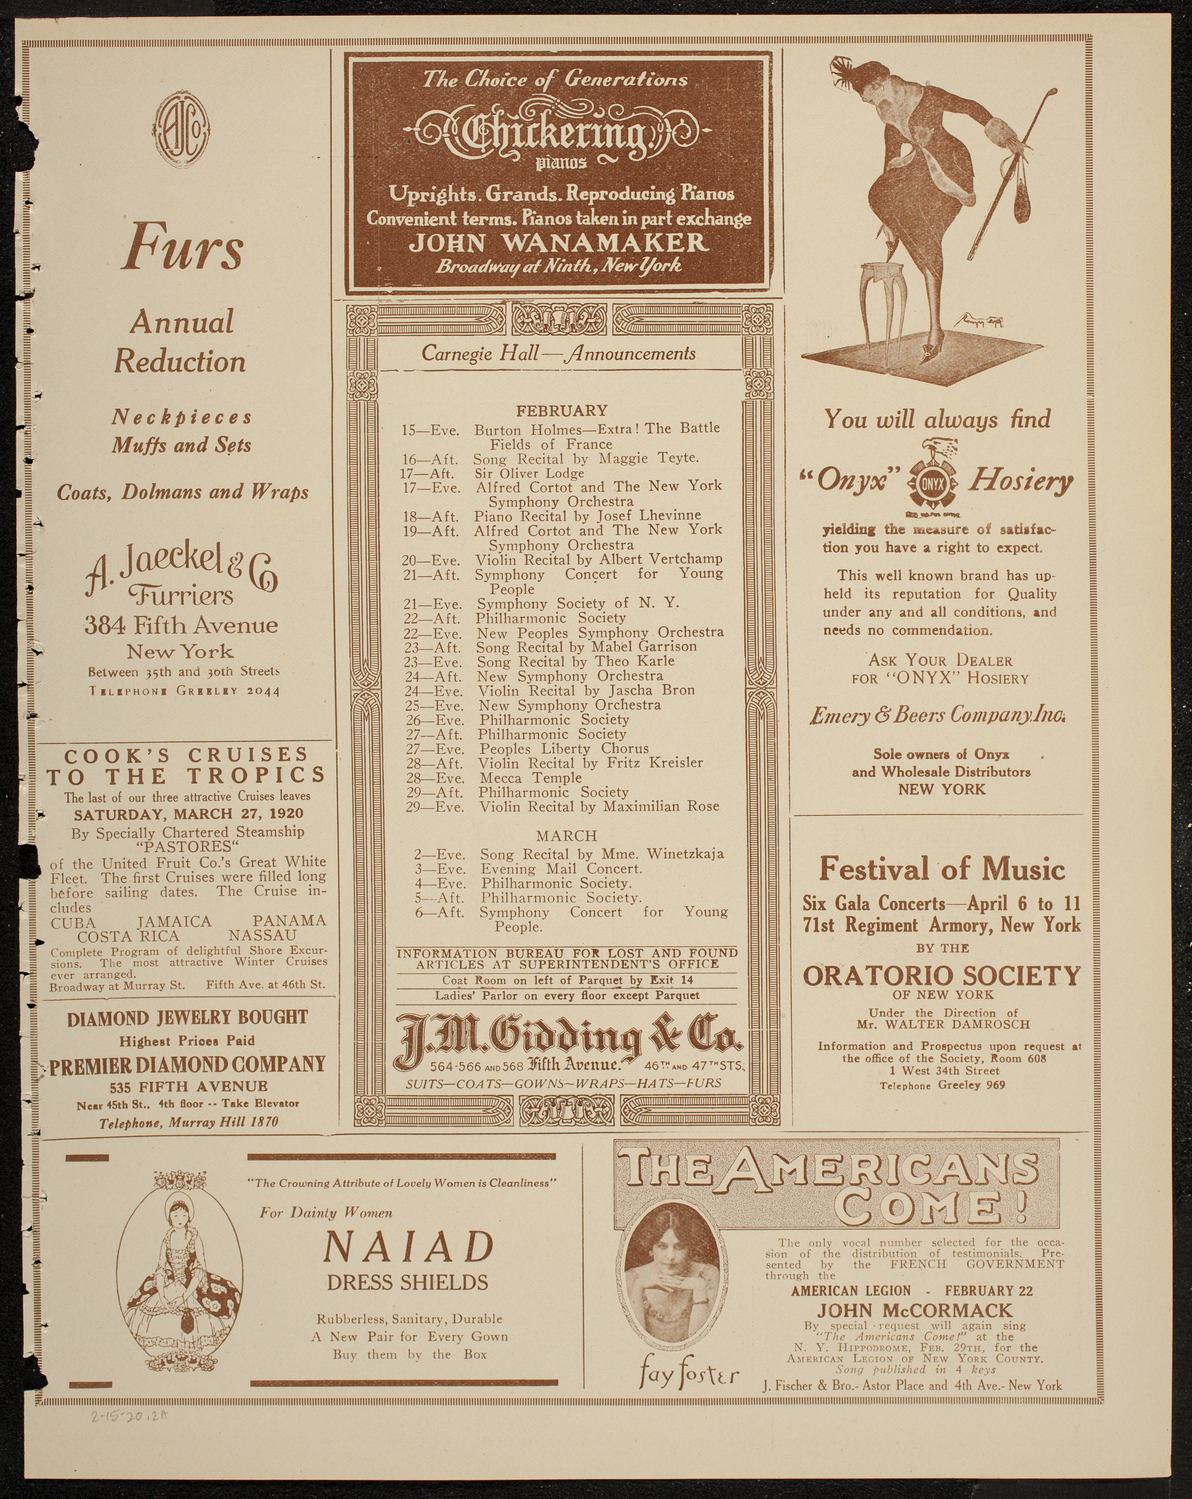 AJCo
Furs
Annual
Reduction
Neckpieces
Muffs and Sets
Coats, Dolmans and Wraps
A. Jaeckel & Co
Furriers
384 Fifth Avenue
New York
Between 35th and 36th Streets
TELEPHONE GREELEY 2044
COOK'S CRUISES
TO THE TROPICS
The last of our three attractive Cruises leaves
SATURDAY, MARCH 27, 1920
By Specially Chartered Steamship
"PASTORES"
of the United Fruit Co.'s Great White
Fleet. The first Cruises were filled long
before sailing dates. The Cruise in-
cludes
CUBA JAMAICA PANAMA
COSTA RICA NASSAU
Complete Program of delightful Shore Excur-
sions. The most attractive Winter Cruises
ever arranged.
Broadway at Murray St. Fifth Ave. at 46th St.
DIAMOND JEWELRY BOUGHT
Highest Prices Paid
PREMIER DIAMOND COMPANY
535 FIFTH AVENUE
Near 45th St., 4th floor -- Take Elevator
Telephone, Murray Hill 1870
The Choice of Generations
Chickering
pianos
Uprights. Grands. Reproducing Pianos
Convenient terms. Pianos taken in part exchange
JOHN WANAMAKER
Broadway at Ninth, New York
Carnegie Hall—Announcements
FEBRUARY
15—Eve. Burton Holmes—Extra! The Battle
Fields of France
16—Aft. Song Recital by Maggie Teyte.
17—Aft. Sir Oliver Lodge
17—Eve. Alfred Cortot and The New York
Symphony Orchestra
18—Aft. Piano Recital by Josef Lhevinne
19—Aft. Alfred Cortot and The New York
Symphony Orchestra
20—Eve. Violin Recital by Albert Vertchamp
21—Aft. Symphony Concert for Young
People
21—Eve. Symphony Society of N. Y.
22—Aft. Philharmonic Society
22—Eve. New Peoples Symphony Orchestra
23—Aft. Song Recital by Mabel Garrison
23—Eve. Song Recital by Theo Karle
24—Aft. New Symphony Orchestra
24—Eve. Violin Recital by Jascha Bron
25—Eve. New Symphony Orchestra
26—Eve. Philharmonic Society
27—Aft. Philharmonic Society
27—Eve. Peoples Liberty Chorus
28—Aft. Violin Recital by Fritz Kreisler
28—Eve. Mecca Temple
29—Aft. Philharmonic Society
29—Eve. Violin Recital by Maximilian Rose
MARCH
2—Eve. Song Recital by Mme. Winetzkaja
3—Eve. Evening Mail Concert.
4—Eve. Philharmonic Society.
5—Aft. Philharmonic Society.
6—Aft. Symphony Concert for Young
People.
INFORMATION BUREAU FOR LOST AND FOUND
ARTICLES AT SUPERINTENDENT'S OFFICE
Coat Room on left of Parquet by Exit 14
Ladies' Parlor on every floor except Parquet
J.M. Gidding & Co.
564-566 AND 568 Fifth Avenue. 46TH AND 47TH STS.
SUITS—COATS—GOWNS~WRAPS—HATS—FURS
You will always find
"Onyx" ONYX Hosiery
yielding the measure of satisfac-
tion you have a right to expect.
This well known brand has up-
held its reputation for Quality
under any and all conditions, and
needs no commendation.
ASK YOUR DEALER
FOR "ONYX" HOSIERY
Emery & Beers Company, Inc.
Sole owners of Onyx
and Wholesale Distributors
NEW YORK
Festival of Music
Six Gala Concerts—April 6 to 11
71st Regiment Armory, New York
BY THE
ORATORIO SOCIETY
OF NEW YORK
Under the Direction of
Mr. WALTER DAMROSCH
Information and Prospectus upon request at
the office of the Society, Room 608
1 West 34th Street
Telephone Greeley 969
"The Crowning Attribute of Lovely Women is Cleanliness"
For Dainty Women
NAIAD
DRESS SHIELDS
Rubberless, Sanitary, Durable
A New Pair for Every Gown
Buy them by the Box
THE AMERICANS
COME!
The only vocal number selected for the occa-
sion of the distribution of testimonials. Pre-
sented by the FRENCH GOVERNMENT
through the
AMERICAN LEGION - FEBRUARY 22
JOHN McCORMACK
By special request will again sing
"The Americans Come!" at the
N. Y. HIPPODROME, FEB. 29TH, for the
AMERICAN LEGION OF NEW YORK COUNTY.
Song published in 4 keys
fay foster
J. Fischer & Bro.- Astor Place and 4th Ave.- New York
2-15-20.2A